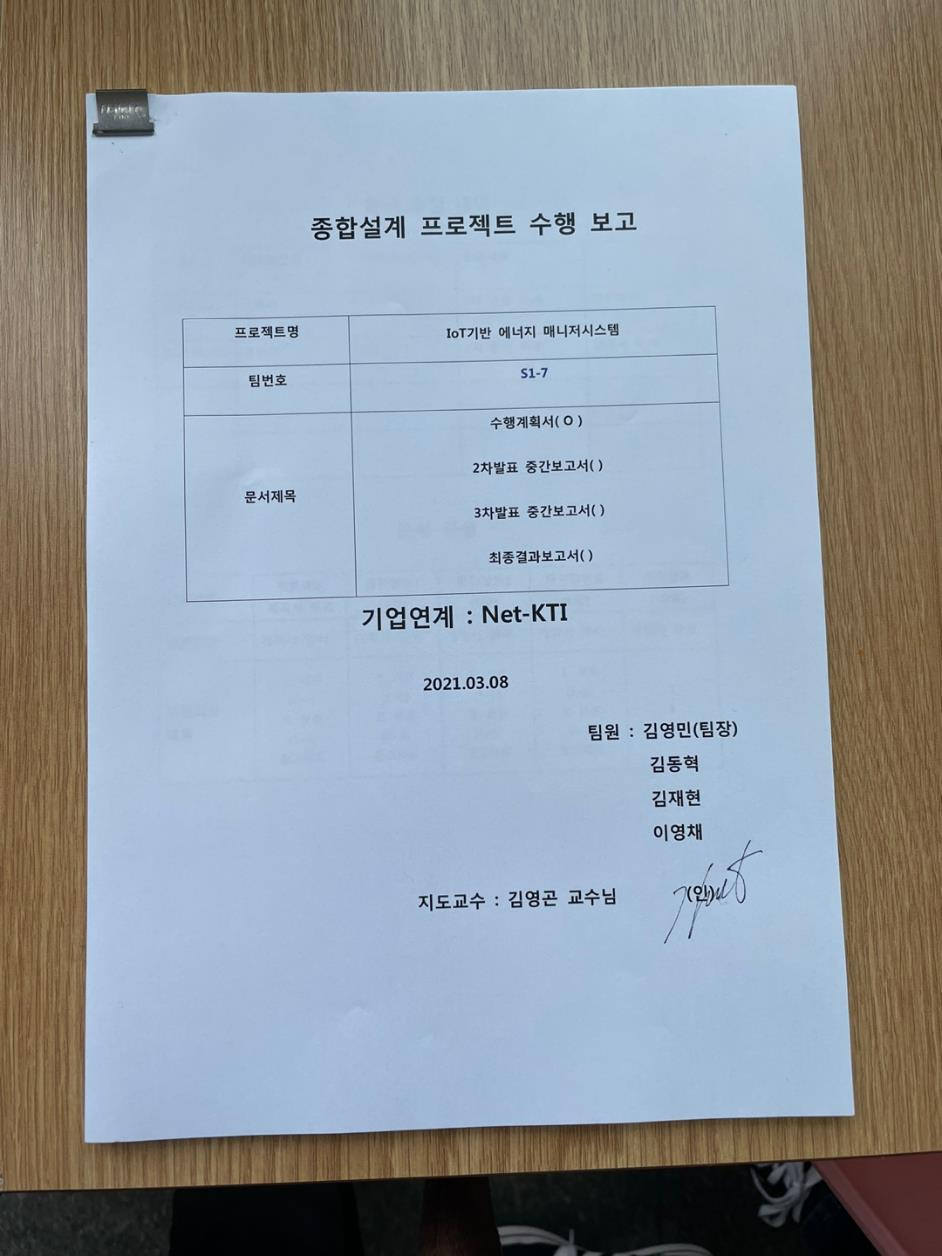 종합설계 프로젝트 수행 보고
프로젝트명 IoT기반 에너지 매니저시스템
팀번호 S1-7
문서제목
수행계획서( O )
2차발표 중간보고서( )
3차발표 중간보고서( )
최종결과보고서( )
기업연계 : Net-KTI
2021.03.08
팀원 : 김영민(팀장)
김동혁
김재현
이영채
지도교수 : 김영곤 교수님 (인)